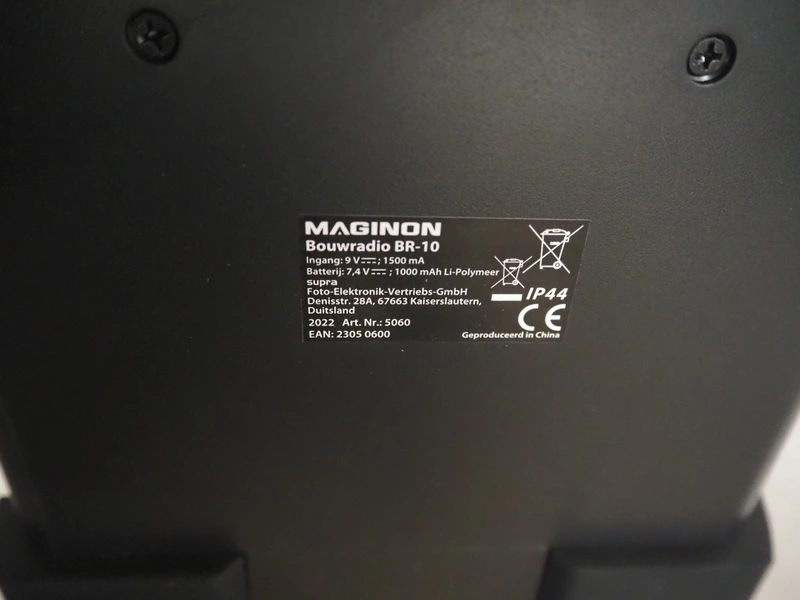 MAGINON
Bouwradio BR-10
Ingang: 9 V⎓; 1500 mA
Batterij: 7,4 V⎓; 1000 mAh Li-Polymeer
supra
Foto-Elektronik-Vertriebs-GmbH
Denisstr. 28A, 67663 Kaiserslautern,
Duitsland
2022 Art. Nr.: 5060
EAN: 2305 0600
IP44
CE
Geproduceerd in China